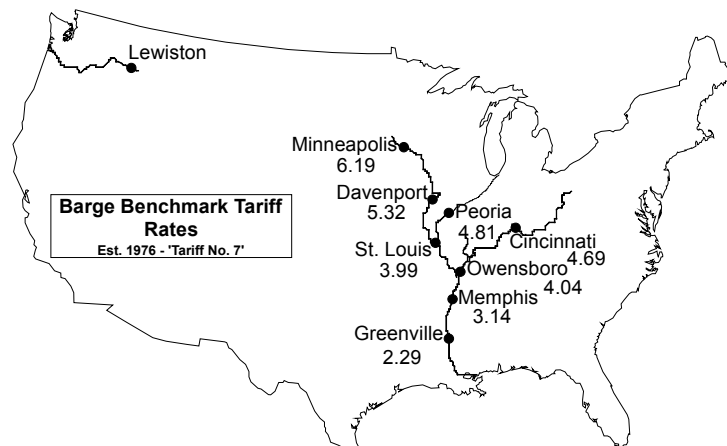 Lewiston
Minneapolis
6.19
Davenport
5.32
Barge Benchmark Tariff
Rates
Est. 1976 - 'Tariff No. 7'
Peoria
4.81
Cincinnati
4.69
St. Louis
3.99
Owensboro
4.04
Memphis
3.14
Greenville
2.29